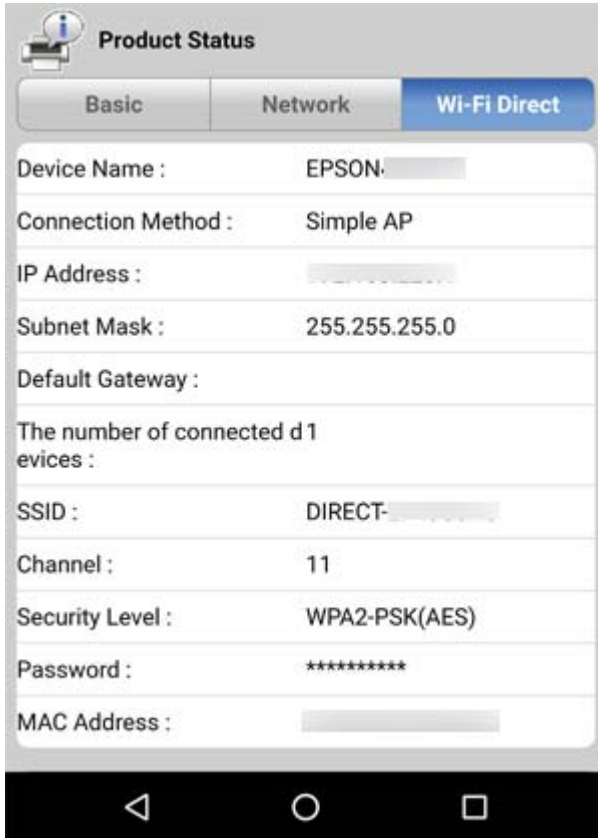 Product Status
Basic Network Wi-Fi Direct
Device Name : EPSON
Connection Method : Simple AP
IP Address :
Subnet Mask : 255.255.255.0
Default Gateway :
The number of connected d 1
evices :
SSID : DIRECT-
Channel : 11
Security Level : WPA2-PSK(AES)
Password : **********
MAC Address :